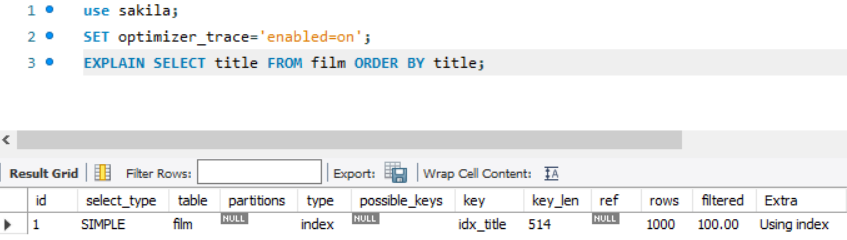 1 use sakila;
2 SET optimizer_trace='enabled=on';
3 EXPLAIN SELECT title FROM film ORDER BY title;
Result Grid Filter Rows: Export: Wrap Cell Content: IA
id select_type table partitions type possible_keys key key_len ref rows filtered Extra
1 SIMPLE film NULL index NULL idx_title 514 NULL 1000 100.00 Using index